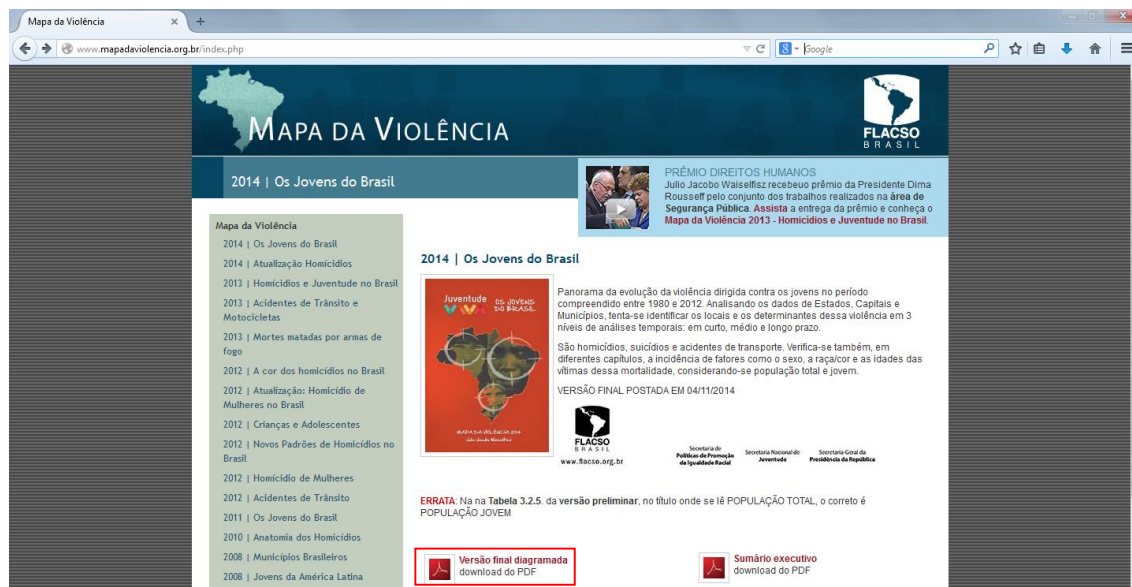 Mapa da Violência
www.mapadaviolencia.org.br/index.php
Google
MAPA DA VIOLÊNCIA
FLACSO
BRASIL
2014 | Os Jovens do Brasil
PRÊMIO DIREITOS HUMANOS
Julio Jacobo Waiselfisz recebeuo prêmio da Presidente Dima
Rousseff pelo conjunto dos trabalhos realizados na área de
Segurança Pública. Assista a entrega da prêmio e conheça o
Mapa da Violência 2013 - Homicídios e Juventude no Brasil.
Mapa da Violência
2014 | Os Jovens do Brasil
2014 | Atualização Homicídios
2013 | Homicídios e Juventude no Brasil
2013 | Acidentes de Trânsito e
Motocicletas
2013 | Mortes matadas por armas de
fogo
2012 | A cor dos homicídios no Brasil
2012 | Atualização: Homicídio de
Mulheres no Brasil
2012 | Crianças e Adolescentes
2012 | Novos Padrões de Homicídios no
Brasil
2012 | Homicídio de Mulheres
2012 | Acidentes de Trânsito
2011 | Os Jovens do Brasil
2010 | Anatomia dos Homicídios
2008 | Municípios Brasileiros
2008 | Jovens da América Latina
2014 | Os Jovens do Brasil
Juventude
OS JOVENS
DO BRASIL
MAPA DA VIOLÊNCIA 2014
Julio Jacobo Waiselfisz
Panorama da evolução da violência dirigida contra os jovens no período
compreendido entre 1980 e 2012. Analisando os dados de Estados, Capitais e
Municípios, tenta-se identificar os locais e os determinantes dessa violência em 3
níveis de análises temporais: em curto, médio e longo prazo.
São homicídios, suicídios e acidentes de transporte. Verifica-se também, em
diferentes capítulos, a incidência de fatores como o sexo, a raça/cor e as idades das
vítimas dessa mortalidade, considerando-se população total e jovem.
VERSÃO FINAL POSTADA EM 04/11/2014
FLACSO
BRASIL
www.flacso.org.br
Secretaria de
Políticas de Promoção
da Igualdade Racial
Secretaria Nacional de
Juventude
Secretaria-Geral da
Presidência da República
ERRATA: Na na Tabela 3.2.5. da versão preliminar, no título onde se lê POPULAÇÃO TOTAL, o correto é
POPULAÇÃO JOVEM
Versão final diagramada
download do PDF
Sumário executivo
download do PDF